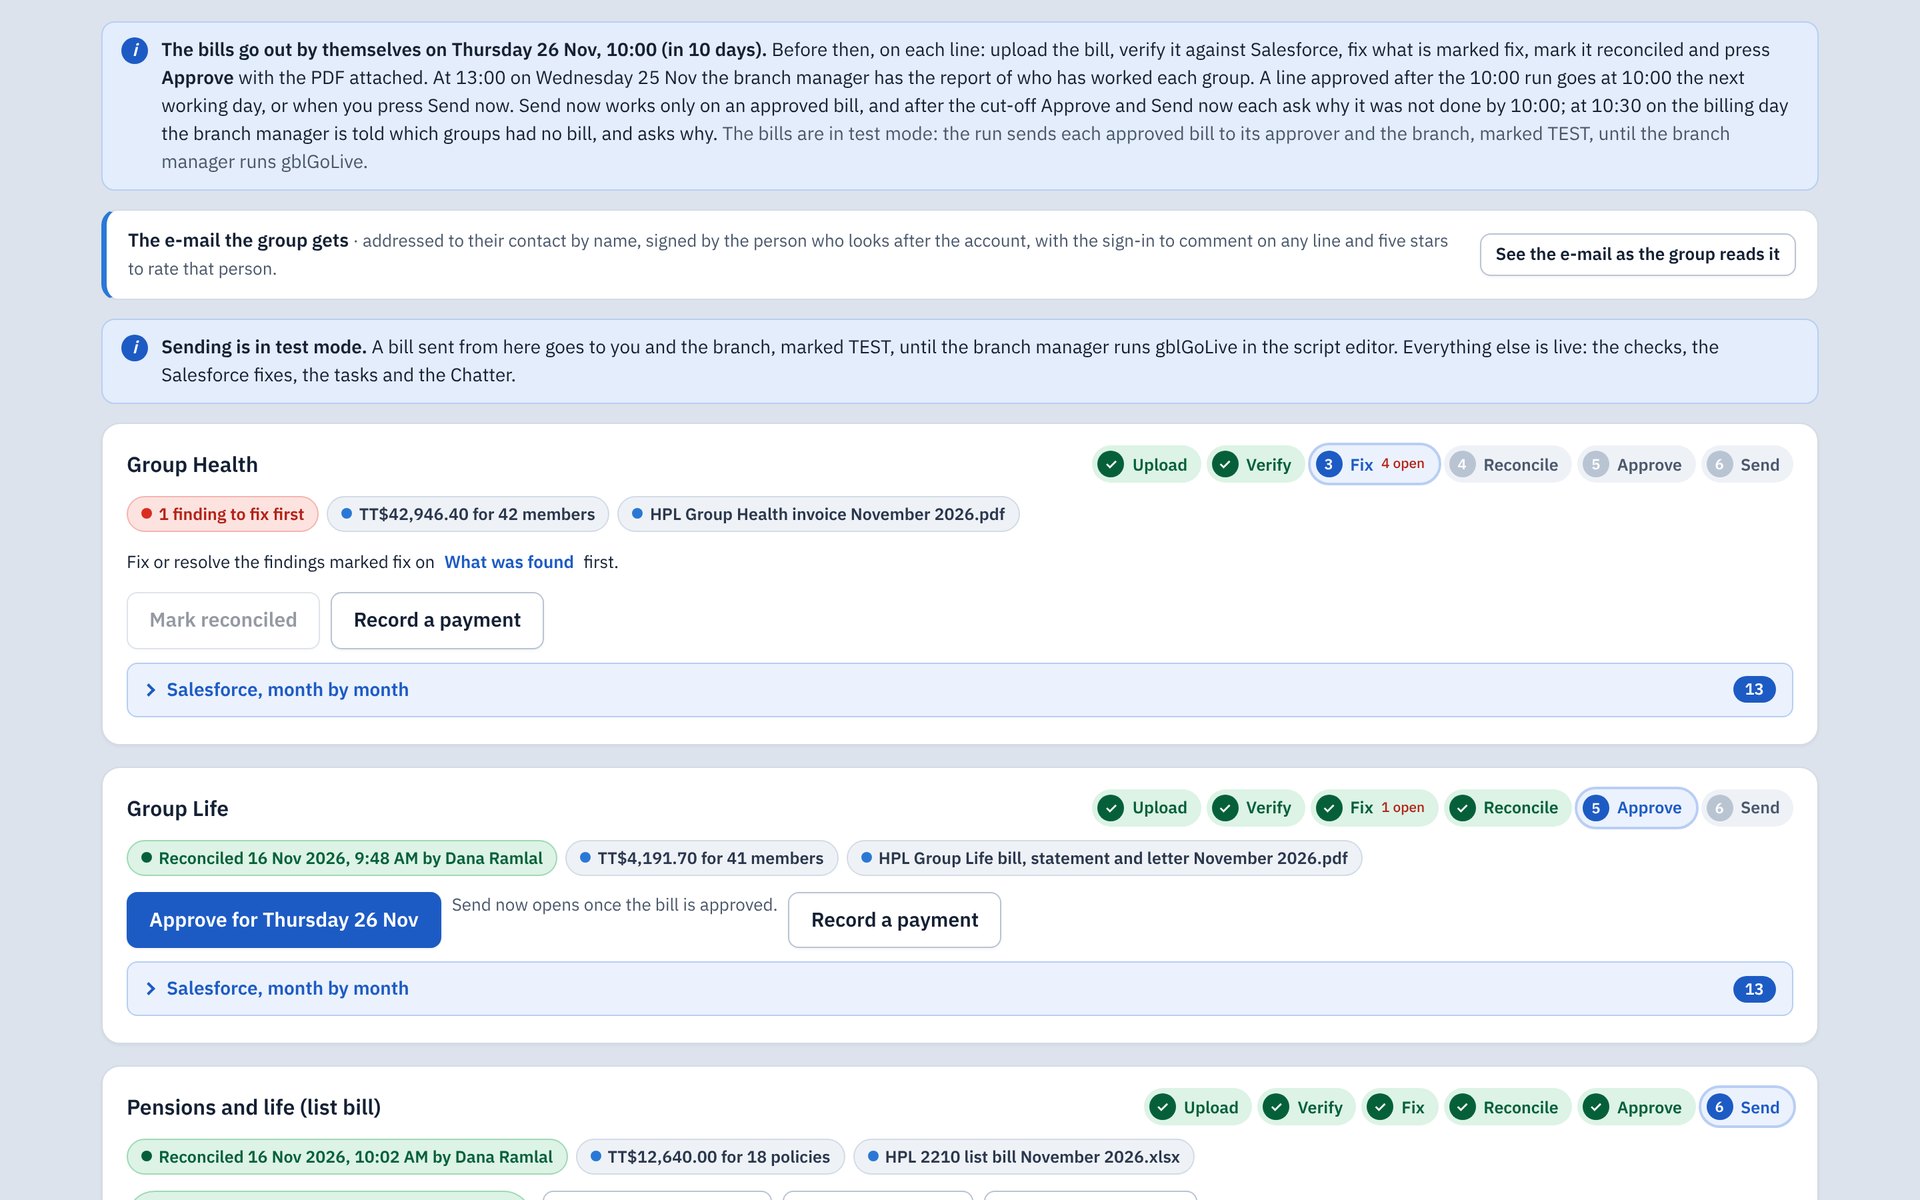 The bills go out by themselves on Thursday 26 Nov, 10:00 (in 10 days). Before then, on each line: upload the bill, verify it against Salesforce, fix what is marked fix, mark it reconciled and press
Approve with the PDF attached. At 13:00 on Wednesday 25 Nov the branch manager has the report of who has worked each group. A line approved after the 10:00 run goes at 10:00 the next
working day, or when you press Send now. Send now works only on an approved bill, and after the cut-off Approve and Send now each ask why it was not done by 10:00; at 10:30 on the billing day
the branch manager is told which groups had no bill, and asks why. The bills are in test mode: the run sends each approved bill to its approver and the branch, marked TEST, until the branch
manager runs gblGoLive.
The e-mail the group gets · addressed to their contact by name, signed by the person who looks after the account, with the sign-in to comment on any line and five stars
to rate that person.
See the e-mail as the group reads it
Sending is in test mode. A bill sent from here goes to you and the branch, marked TEST, until the branch manager runs gblGoLive in the script editor. Everything else is live: the checks, the
Salesforce fixes, the tasks and the Chatter.
Group Health
Upload Verify 3 Fix 4 open 4 Reconcile 5 Approve 6 Send
1 finding to fix first TT$42,946.40 for 42 members HPL Group Health invoice November 2026.pdf
Fix or resolve the findings marked fix on What was found first.
Mark reconciled Record a payment
Salesforce, month by month 13
Group Life
Upload Verify Fix 1 open Reconcile 5 Approve 6 Send
Reconciled 16 Nov 2026, 9:48 AM by Dana Ramlal TT$4,191.70 for 41 members HPL Group Life bill, statement and letter November 2026.pdf
Approve for Thursday 26 Nov Send now opens once the bill is approved. Record a payment
Salesforce, month by month 13
Pensions and life (list bill)
Upload Verify Fix Reconcile Approve 6 Send
Reconciled 16 Nov 2026, 10:02 AM by Dana Ramlal TT$12,640.00 for 18 policies HPL 2210 list bill November 2026.xlsx